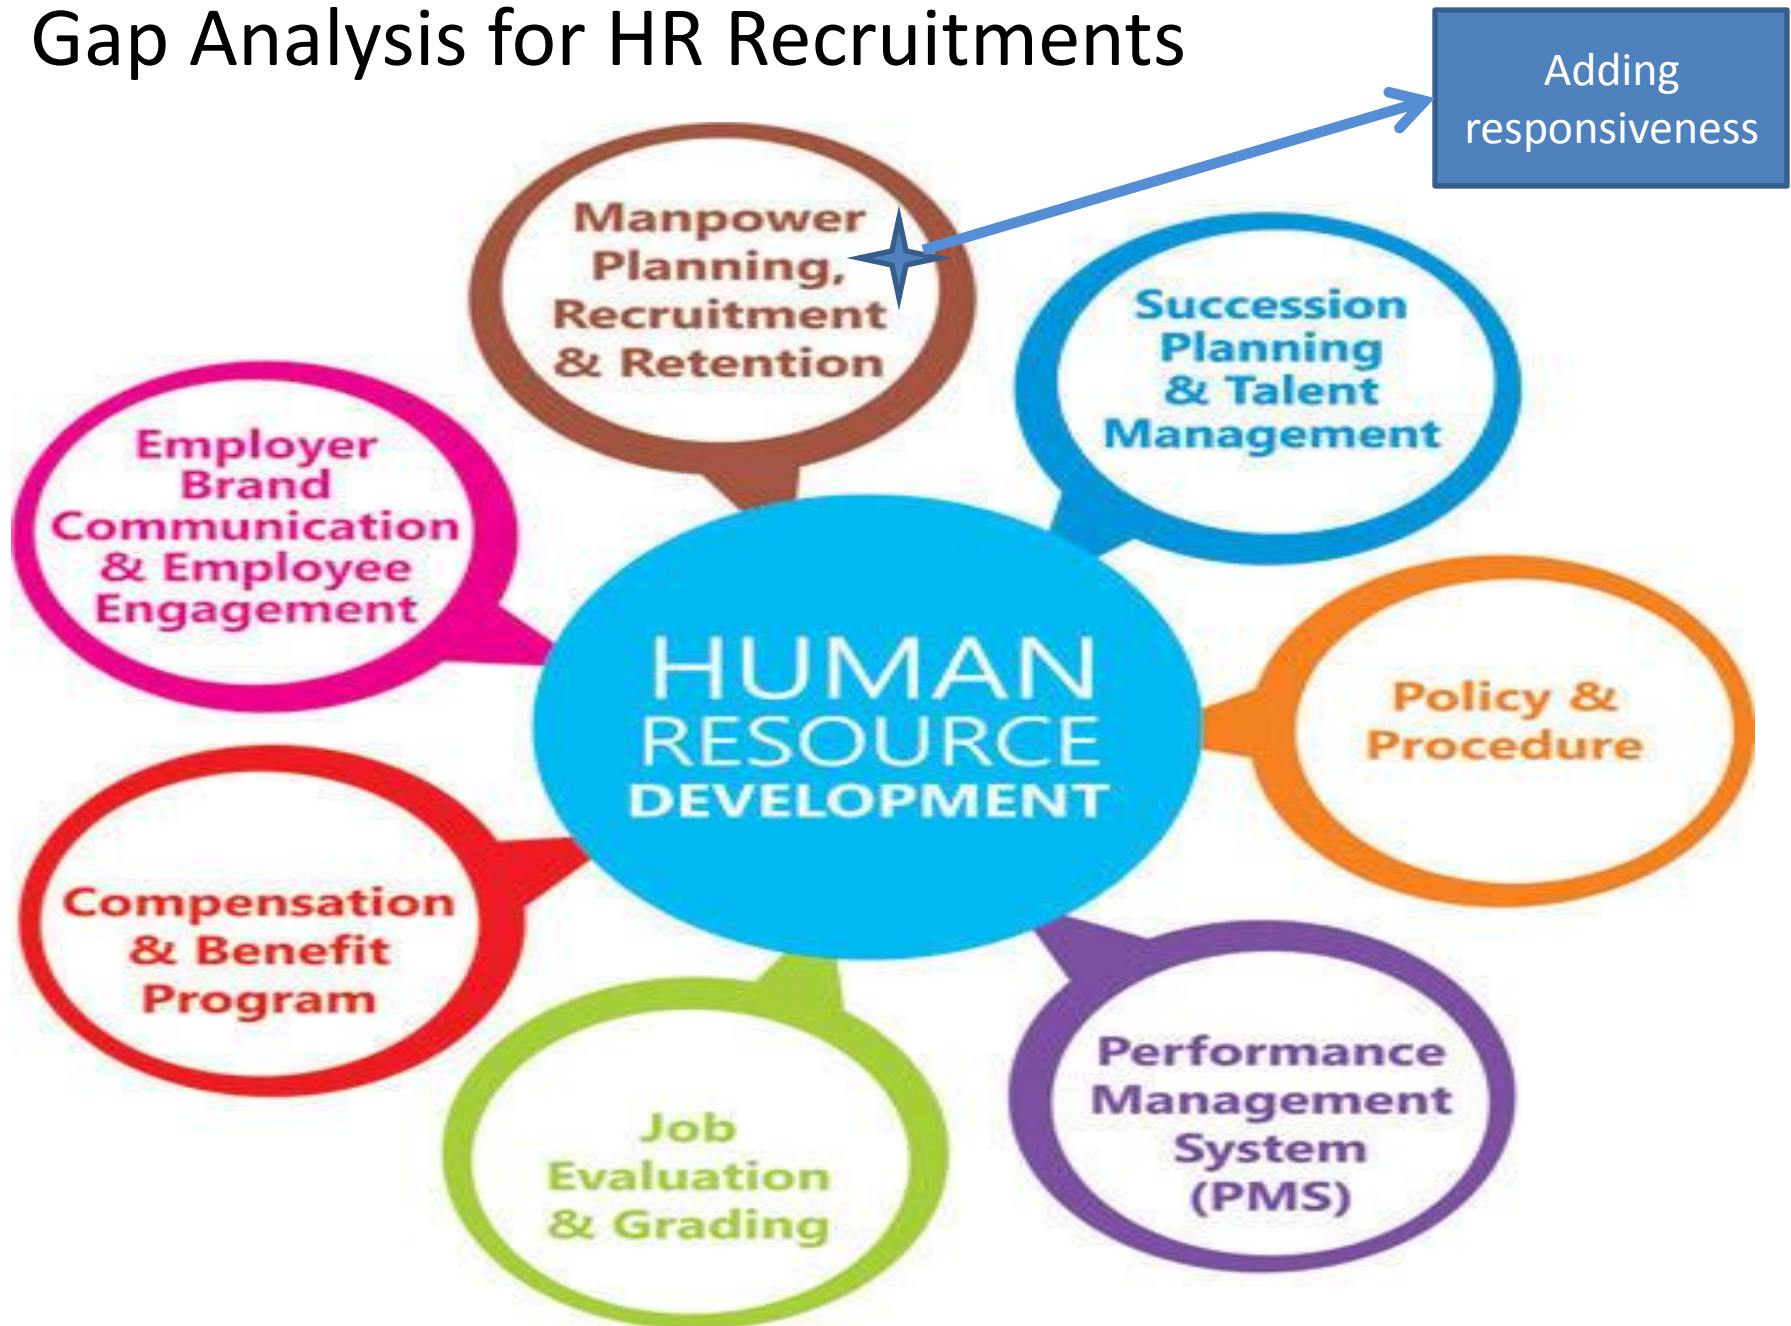 Gap Analysis for HR Recruitments
Adding
responsiveness
Manpower
Planning,
Recruitment
& Retention
Succession
Planning
& Talent
Management
Employer
Brand
Communication
& Employee
Engagement
HUMAN
RESOURCE
DEVELOPMENT
Policy &
Procedure
Compensation
& Benefit
Program
Performance
Management
System
(PMS)
Job
Evaluation
& Grading